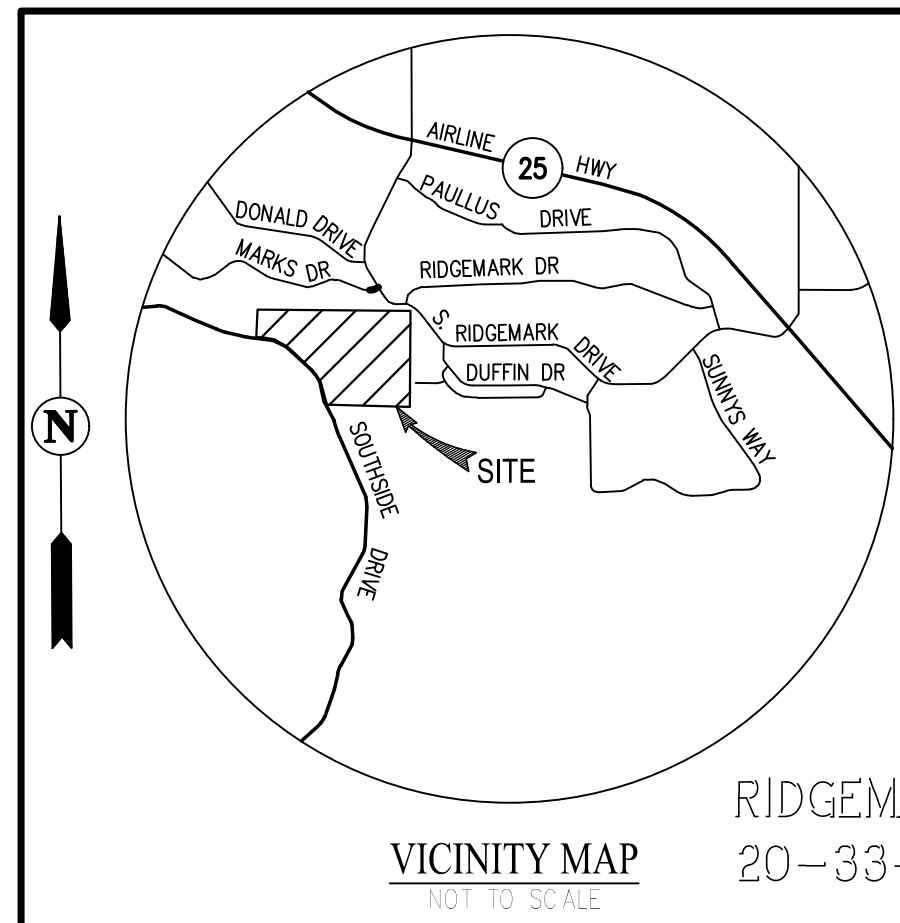 AIRLINE 25 HWY
PAULLUS DRIVE
DONALD DRIVE
MARKS DR
RIDGEMARK DR
S. RIDGEMARK DRIVE
DUFFIN DR
SUNNYS WAY
N
SITE
SOUTHSIDE DRIVE
RIDGEMA
20-33-
VICINITY MAP
NOT TO SCALE